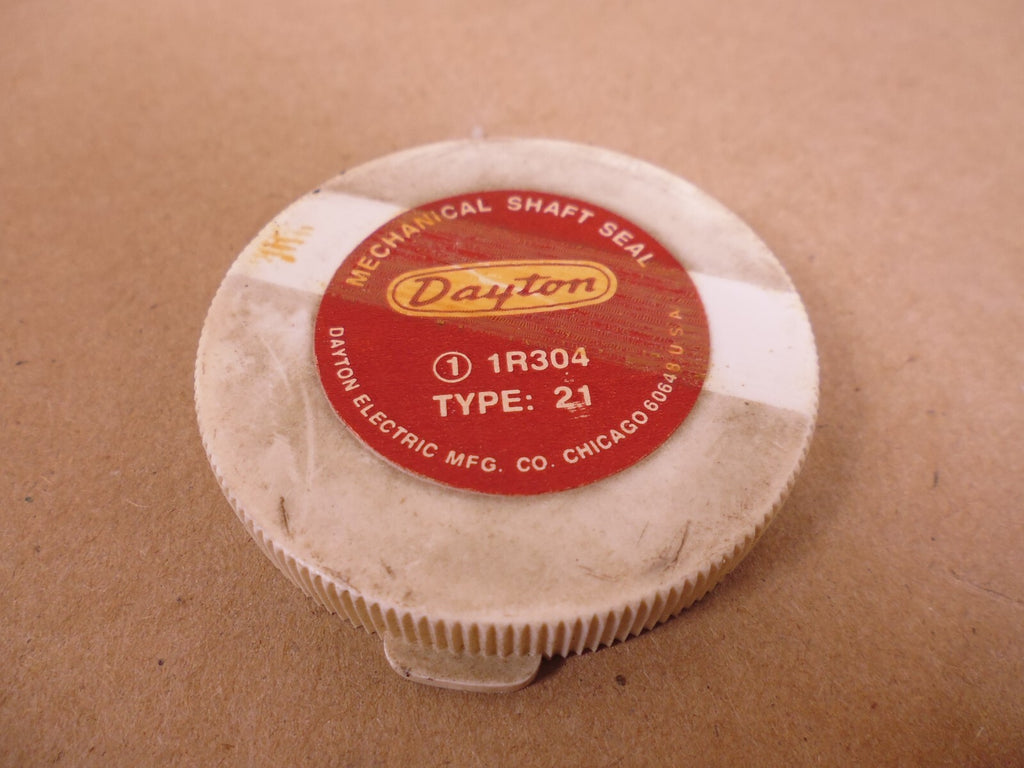 MECHANICAL SHAFT SEAL
Dayton
1 1R304
TYPE: 21
DAYTON ELECTRIC MFG. CO. CHICAGO 60648 U.S.A.